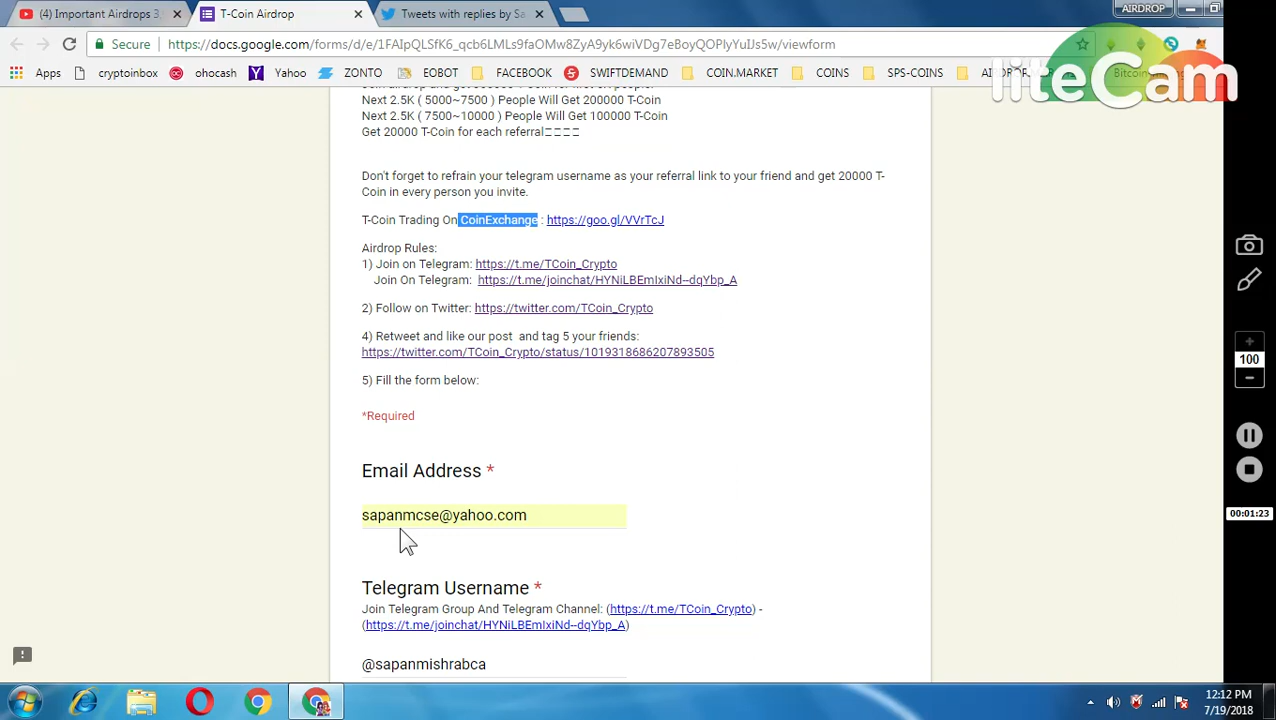 (4) Important Airdrops 3,
T-Coin Airdrop
Tweets with replies by Sa
AIRDROP
Secure
https://docs.google.com/forms/d/e/1FAIpQLSfK6_qcb6LMLs9faOMw8ZyA9yk6wiVDg7eBoyQOPlyYuIJs5w/viewform
Apps
cryptoinbox
ohocash
Yahoo
ZONTO
EOBOT
FACEBOOK
SWIFTDEMAND
COIN.MARKET
COINS
SPS-COINS
liteCam
Next 2.5K ( 5000~7500 ) People Will Get 200000 T-Coin
Next 2.5K ( 7500~10000 ) People Will Get 100000 T-Coin
Get 20000 T-Coin for each referral
Don't forget to refrain your telegram username as your referral link to your friend and get 20000 T-
Coin in every person you invite.
T-Coin Trading On CoinExchange : https://goo.gl/VVrTcJ
Airdrop Rules:
1) Join on Telegram: https://t.me/TCoin_Crypto
Join On Telegram: https://t.me/joinchat/HYNiLBEmIxiNd--dqYbp_A
2) Follow on Twitter: https://twitter.com/TCoin_Crypto
4) Retweet and like our post and tag 5 your friends:
https://twitter.com/TCoin_Crypto/status/1019318686207893505
5) Fill the form below:
*Required
Email Address *
sapanmcse@yahoo.com
Telegram Username *
Join Telegram Group And Telegram Channel: (https://t.me/TCoin_Crypto) -
(https://t.me/joinchat/HYNiLBEmIxiNd--dqYbp_A)
@sapanmishrabca
100
00:01:23
12:12 PM
7/19/2018